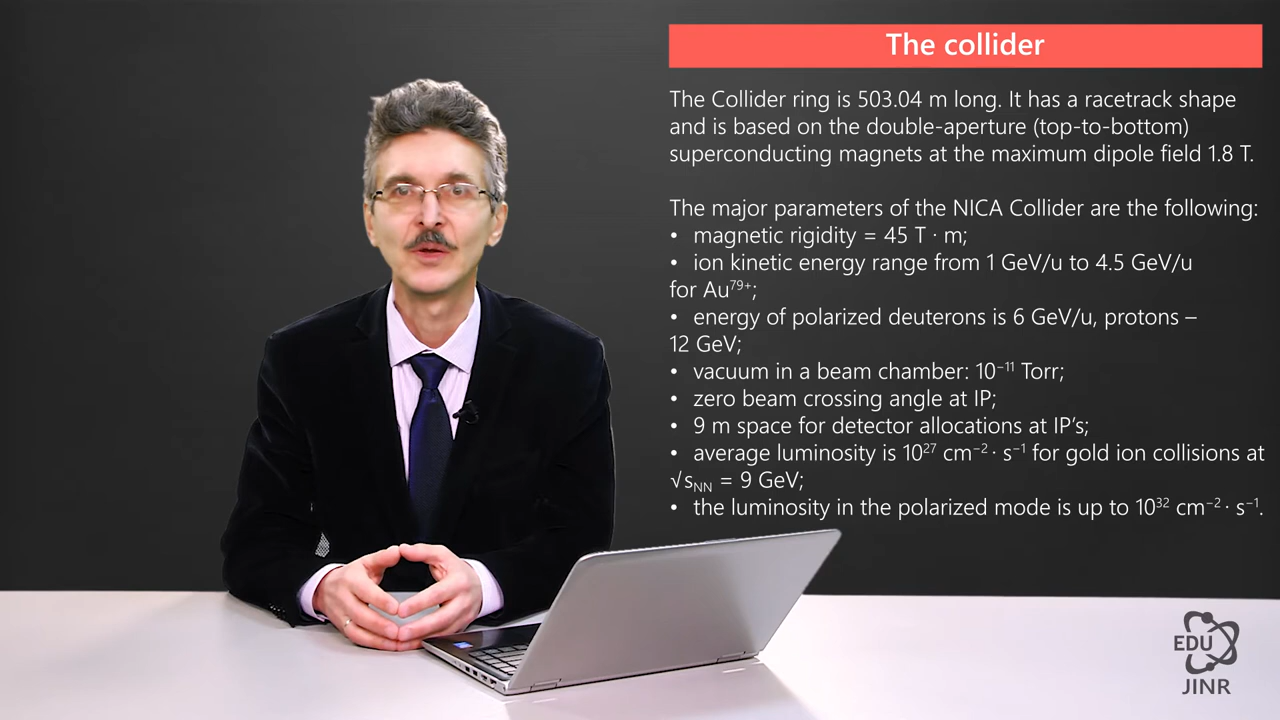 The collider
The Collider ring is 503.04 m long. It has a racetrack shape
and is based on the double-aperture (top-to-bottom)
superconducting magnets at the maximum dipole field 1.8 T.
The major parameters of the NICA Collider are the following:
• magnetic rigidity = 45 T · m;
• ion kinetic energy range from 1 GeV/u to 4.5 GeV/u
for Au⁷⁹⁺;
• energy of polarized deuterons is 6 GeV/u, protons –
12 GeV;
• vacuum in a beam chamber: 10⁻¹¹ Torr;
• zero beam crossing angle at IP;
• 9 m space for detector allocations at IP's;
• average luminosity is 10²⁷ cm⁻² · s⁻¹ for gold ion collisions at
√sNN = 9 GeV;
• the luminosity in the polarized mode is up to 10³² cm⁻² · s⁻¹.
EDU
JINR